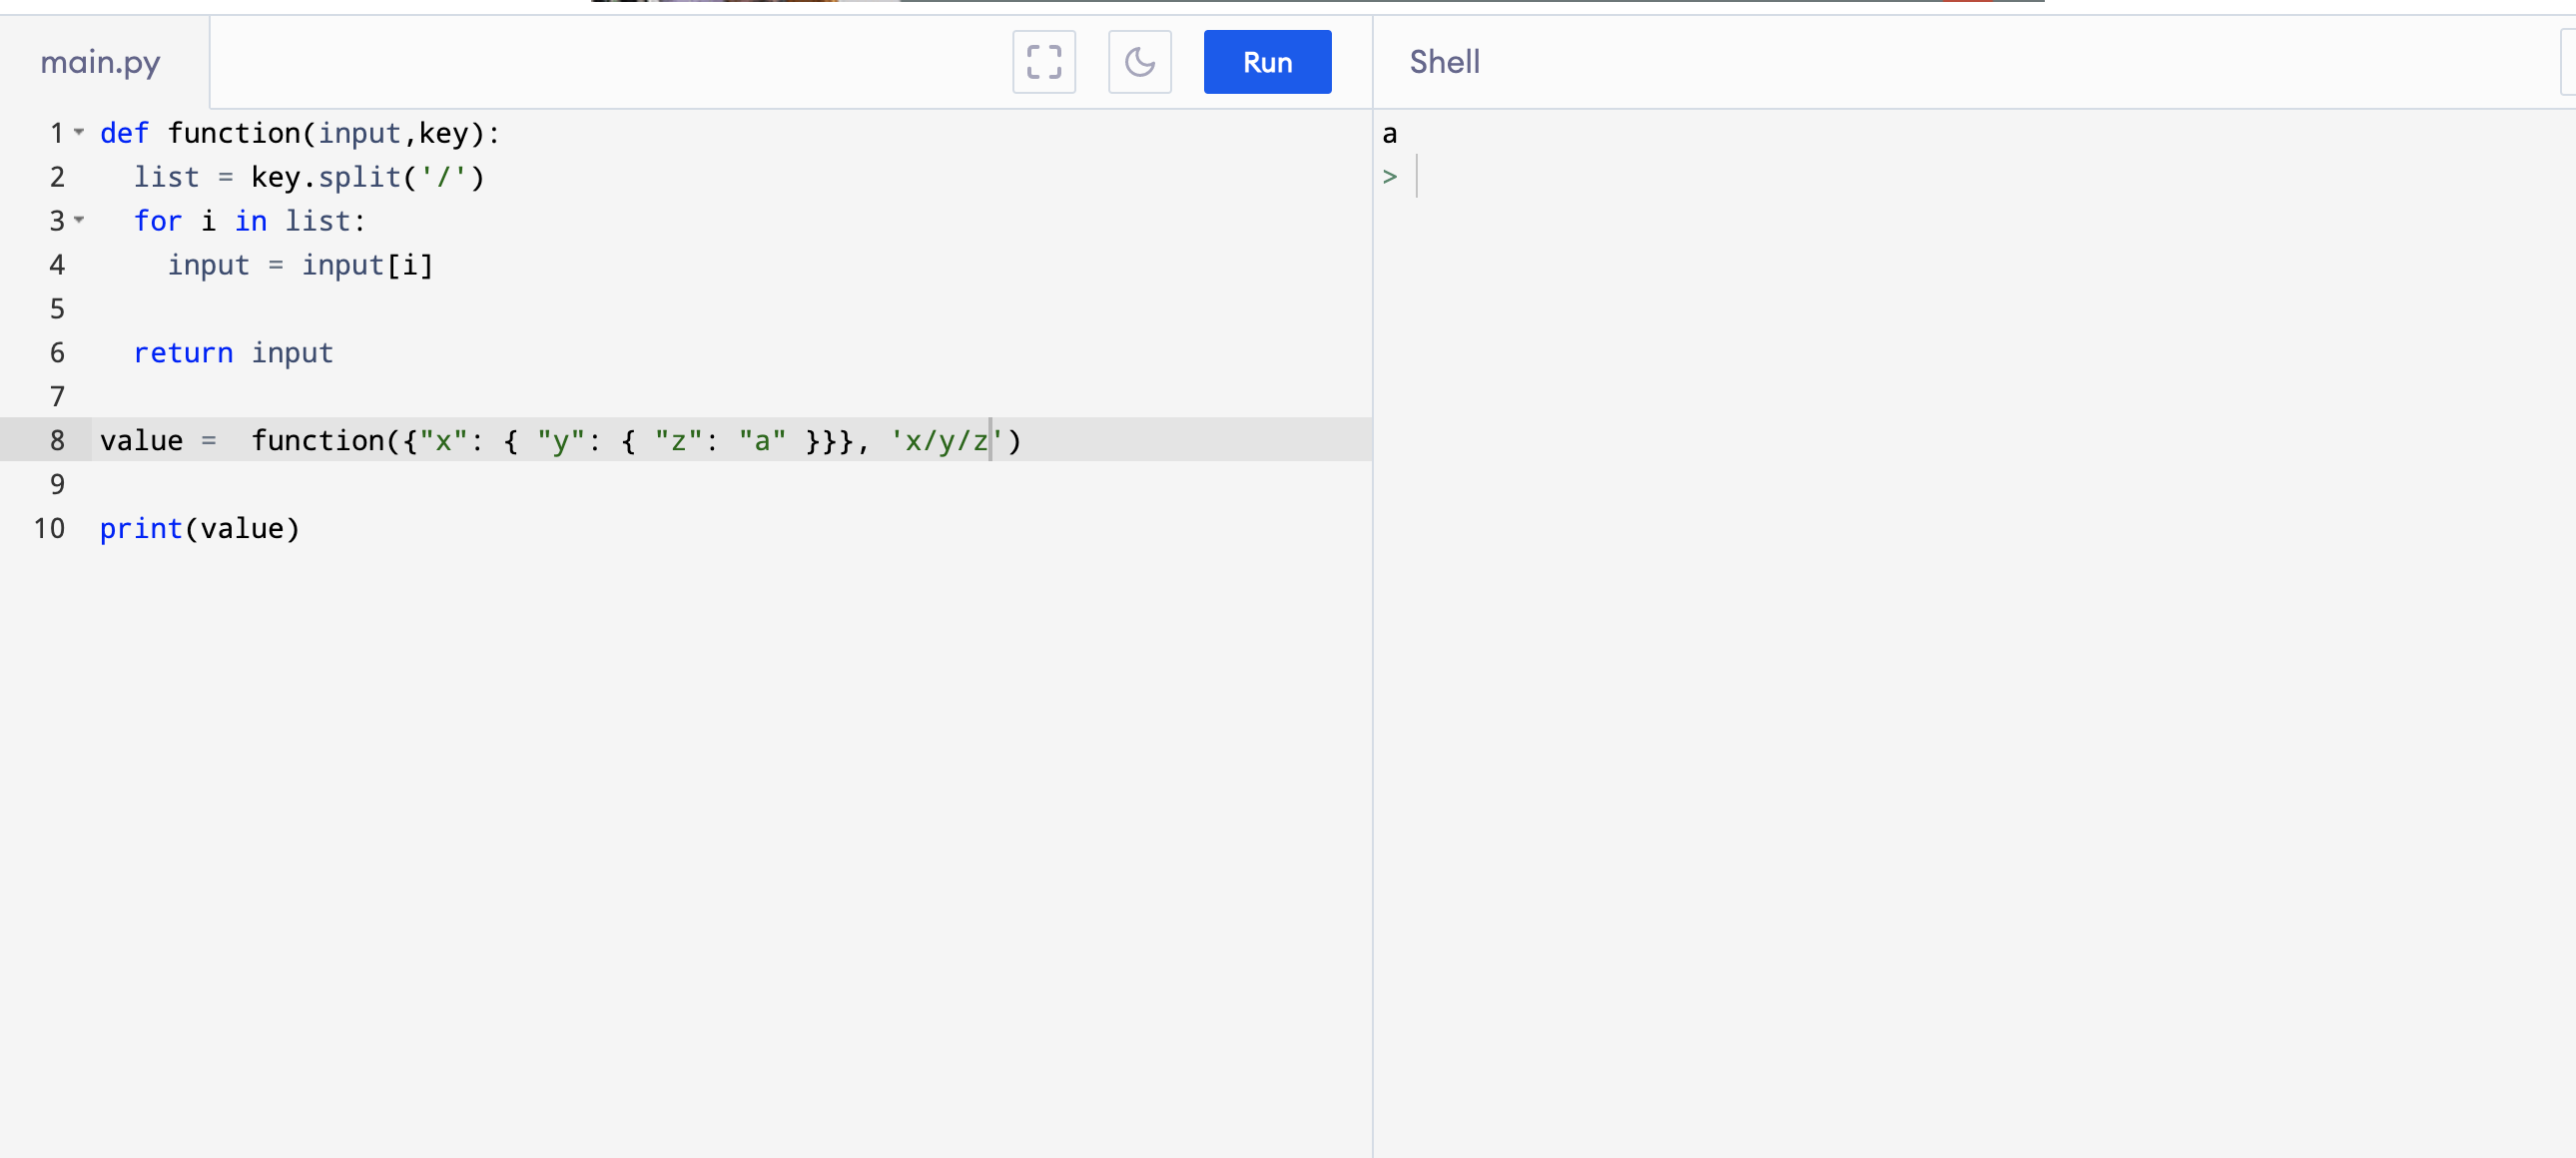 main.py
Run
Shell
1 def function(input,key):
2   list = key.split('/')
3   for i in list:
4     input = input[i]
5
6   return input
7
8 value =  function({"x": { "y": { "z": "a" }}}, 'x/y/z')
9
10 print(value)
a
>